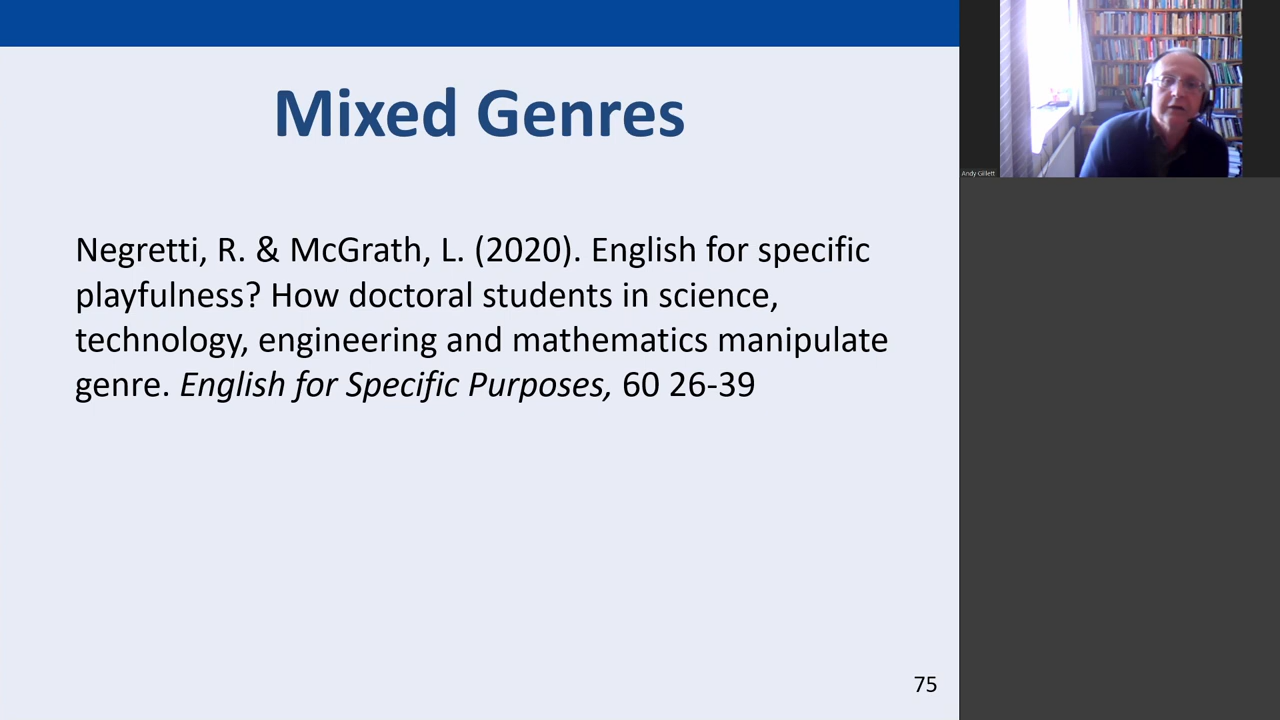 Mixed Genres
Negretti, R. & McGrath, L. (2020). English for specific
playfulness? How doctoral students in science,
technology, engineering and mathematics manipulate
genre. English for Specific Purposes, 60 26-39
75
Andy Gillett